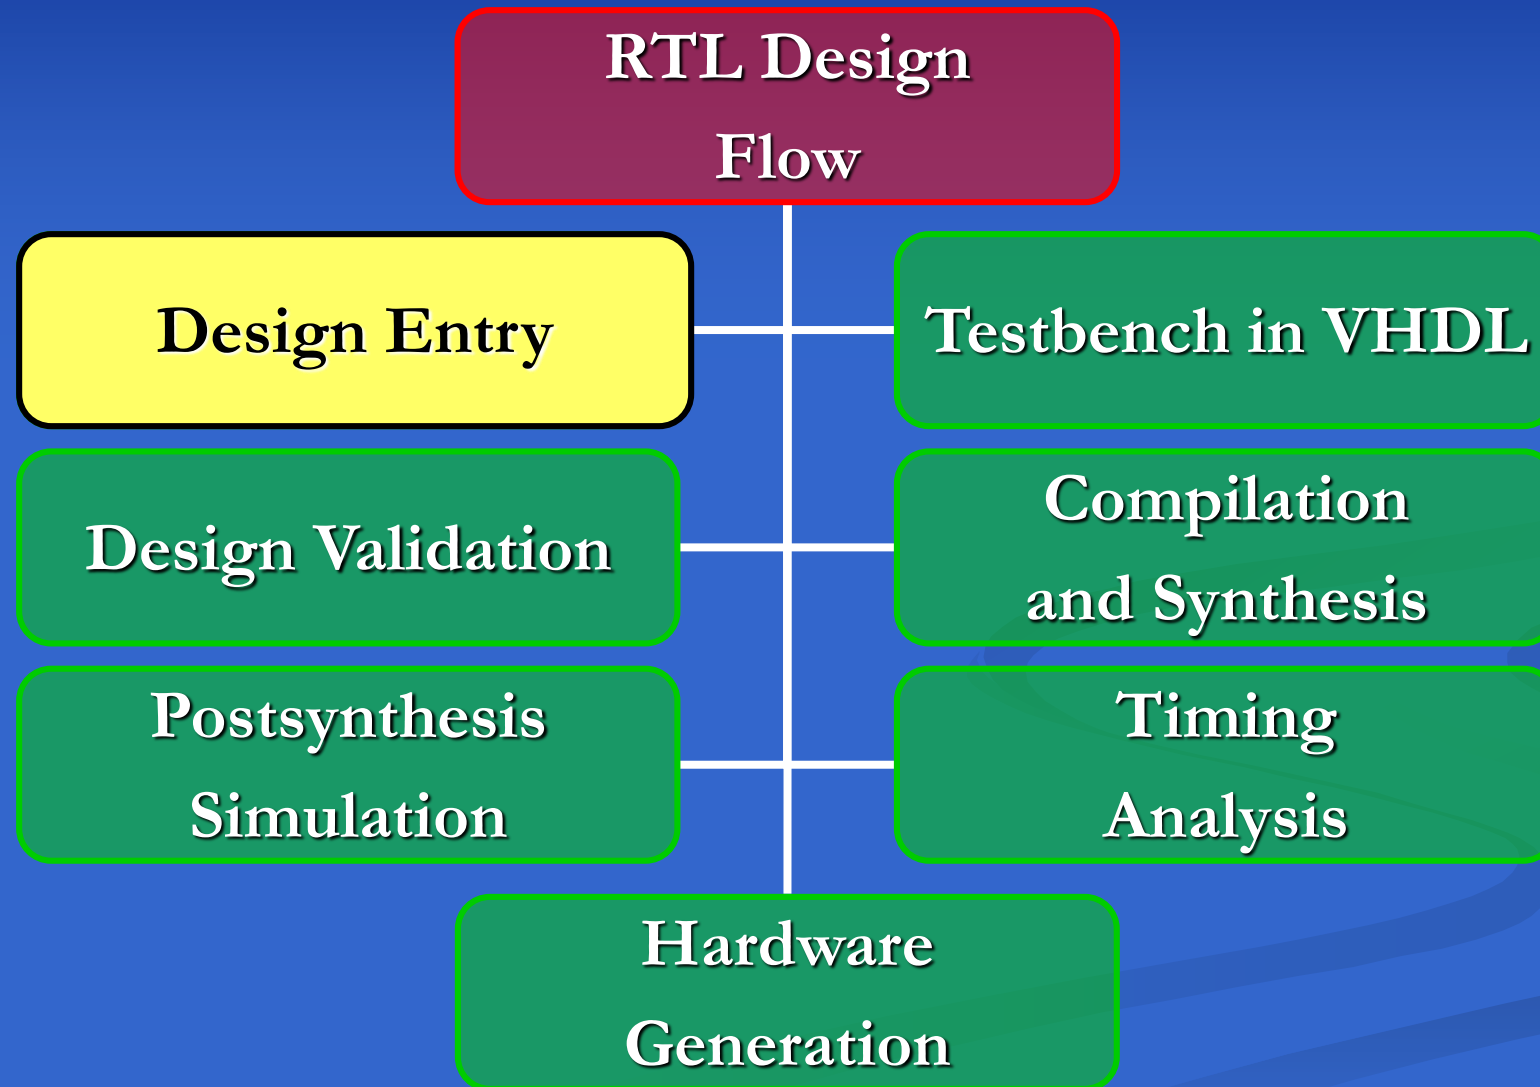 RTL Design
Flow
Design Entry
Testbench in VHDL
Design Validation
Compilation
and Synthesis
Postsynthesis
Simulation
Timing
Analysis
Hardware
Generation